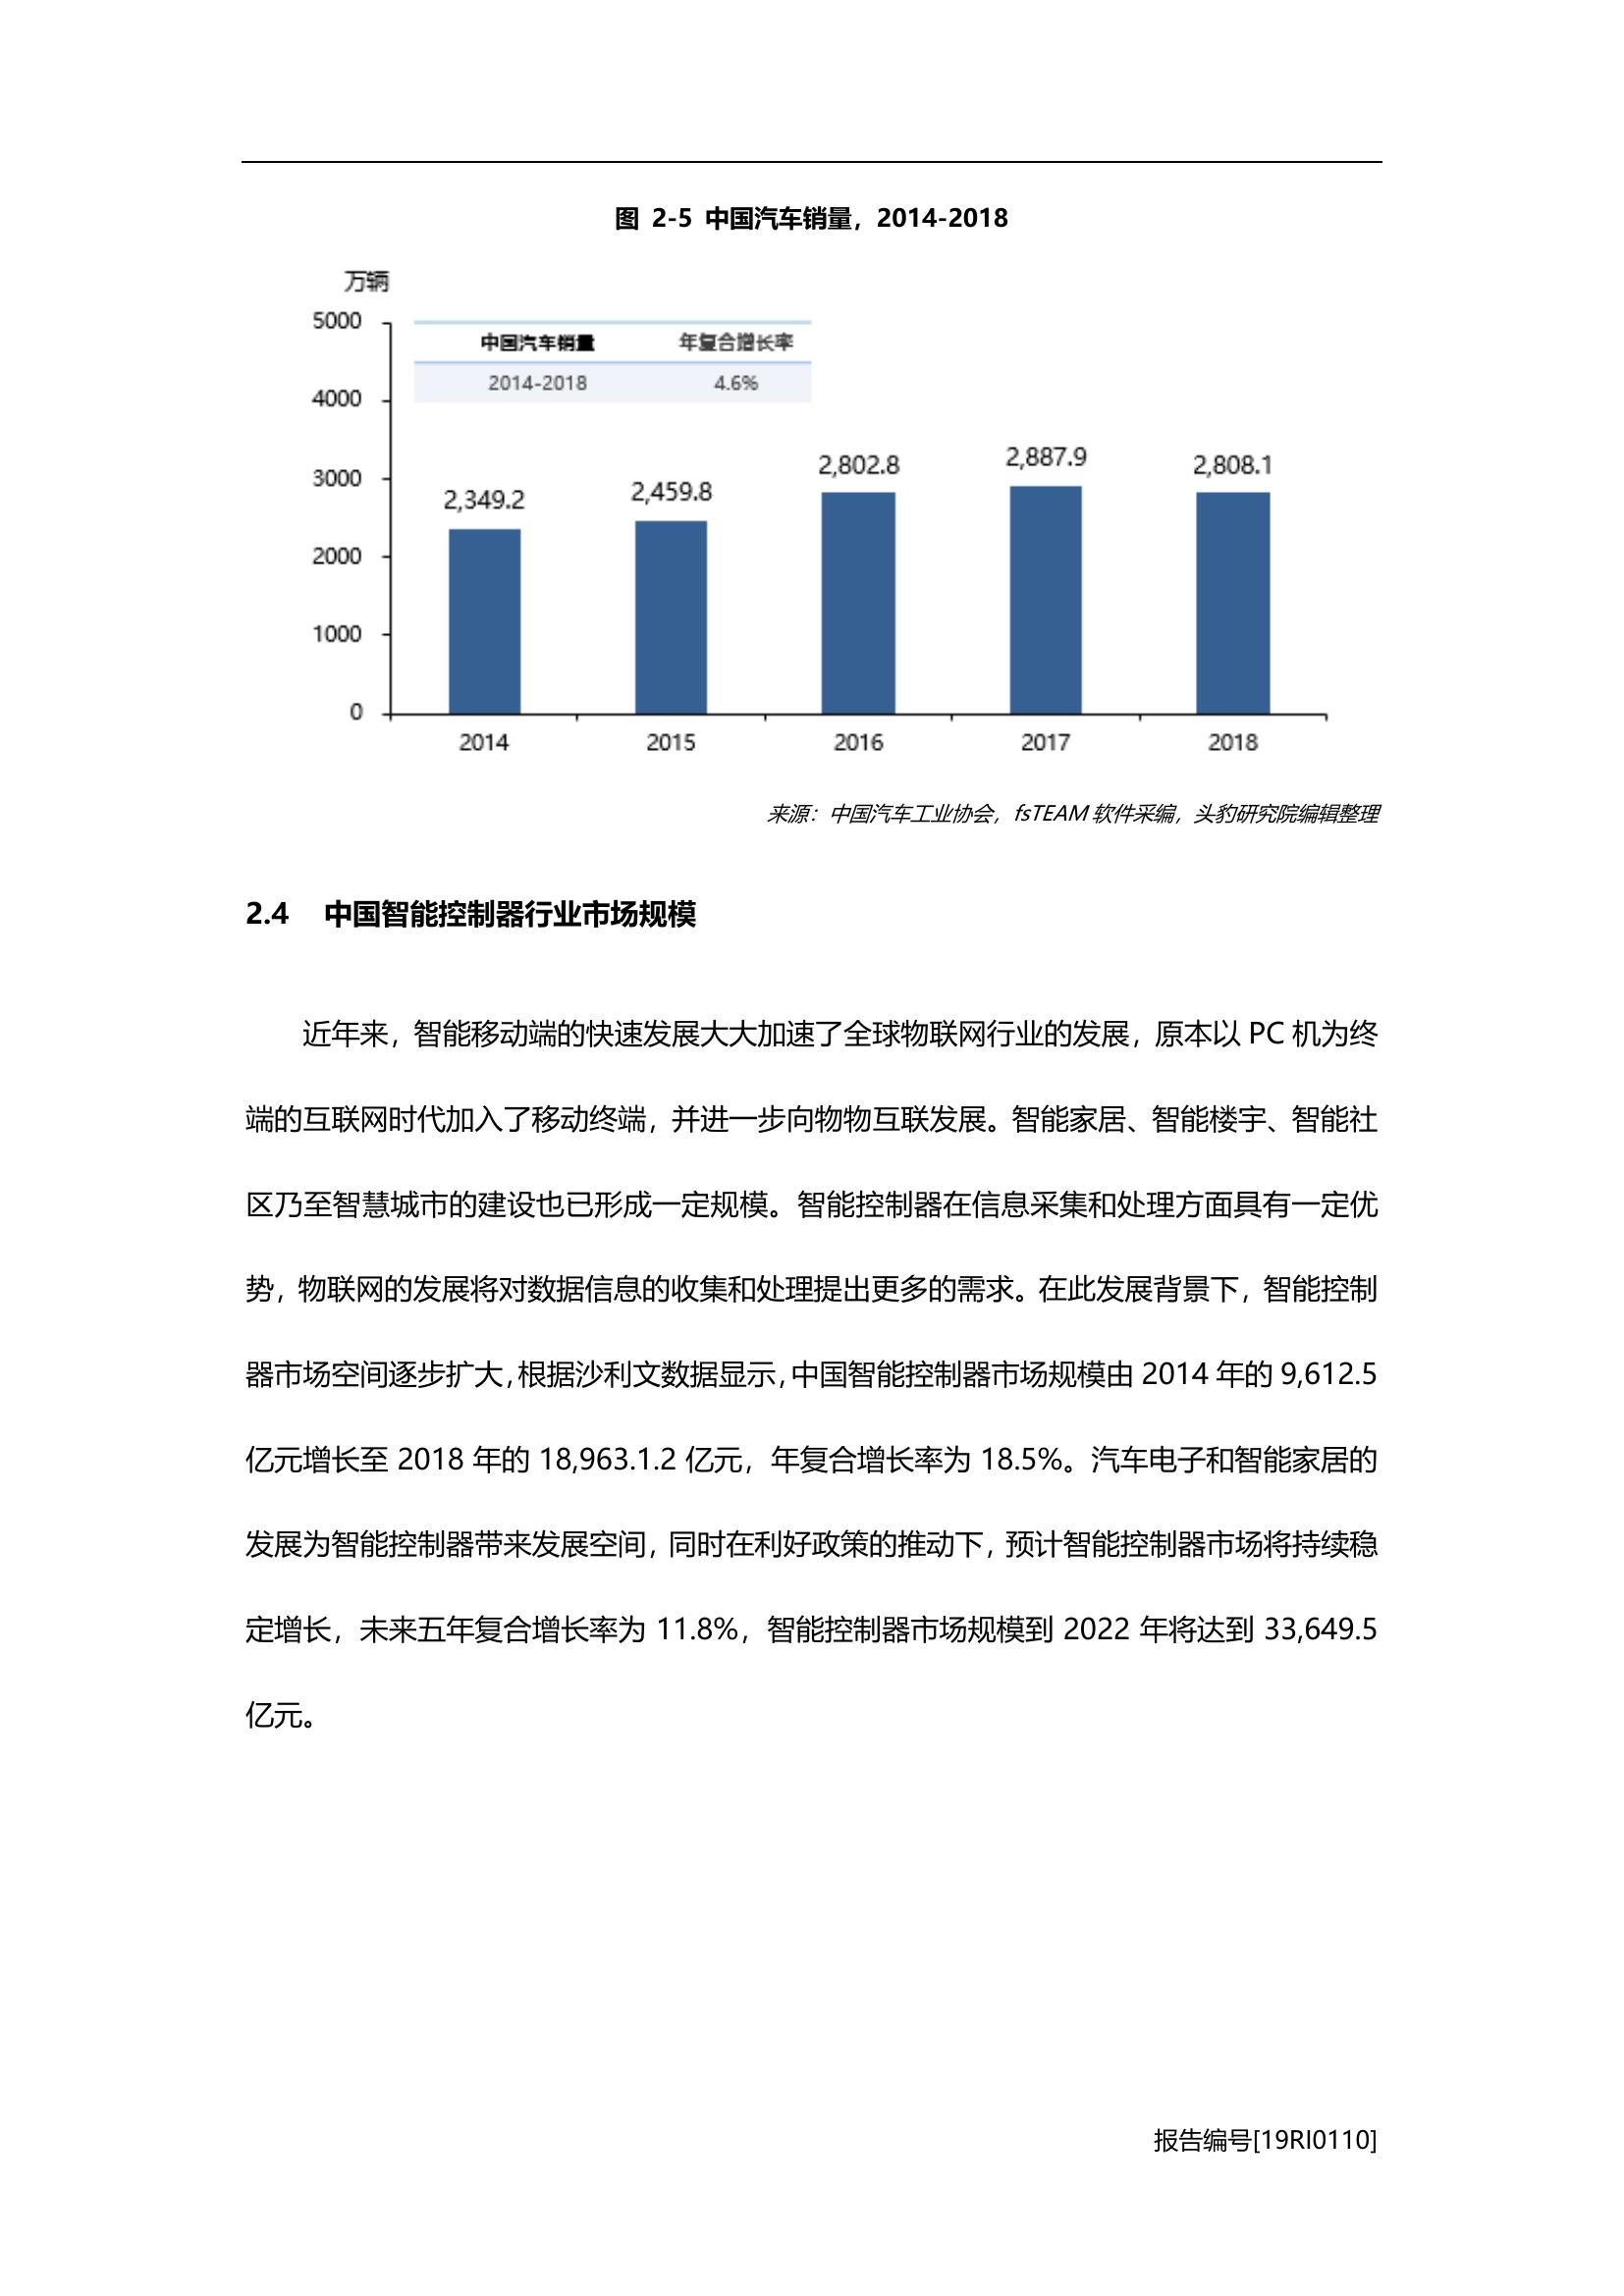 图 2-5 中国汽车销量，2014-2018
万辆
5000
中国汽车销量 年复合增长率
2014-2018 4.6%
4000
3000
2000
1000
0
2,349.2 2,459.8 2,802.8 2,887.9 2,808.1
2014 2015 2016 2017 2018
来源：中国汽车工业协会，fsTEAM 软件采编，头豹研究院编辑整理
2.4 中国智能控制器行业市场规模
近年来，智能移动端的快速发展大大加速了全球物联网行业的发展，原本以 PC 机为终
端的互联网时代加入了移动终端，并进一步向物物互联发展。智能家居、智能楼宇、智能社
区乃至智慧城市的建设也已形成一定规模。智能控制器在信息采集和处理方面具有一定优
势，物联网的发展将对数据信息的收集和处理提出更多的需求。在此发展背景下，智能控制
器市场空间逐步扩大，根据沙利文数据显示，中国智能控制器市场规模由 2014 年的 9,612.5
亿元增长至 2018 年的 18,963.1.2 亿元，年复合增长率为 18.5%。汽车电子和智能家居的
发展为智能控制器带来发展空间，同时在利好政策的推动下，预计智能控制器市场将持续稳
定增长，未来五年复合增长率为 11.8%，智能控制器市场规模到 2022 年将达到 33,649.5
亿元。
报告编号[19RI0110]